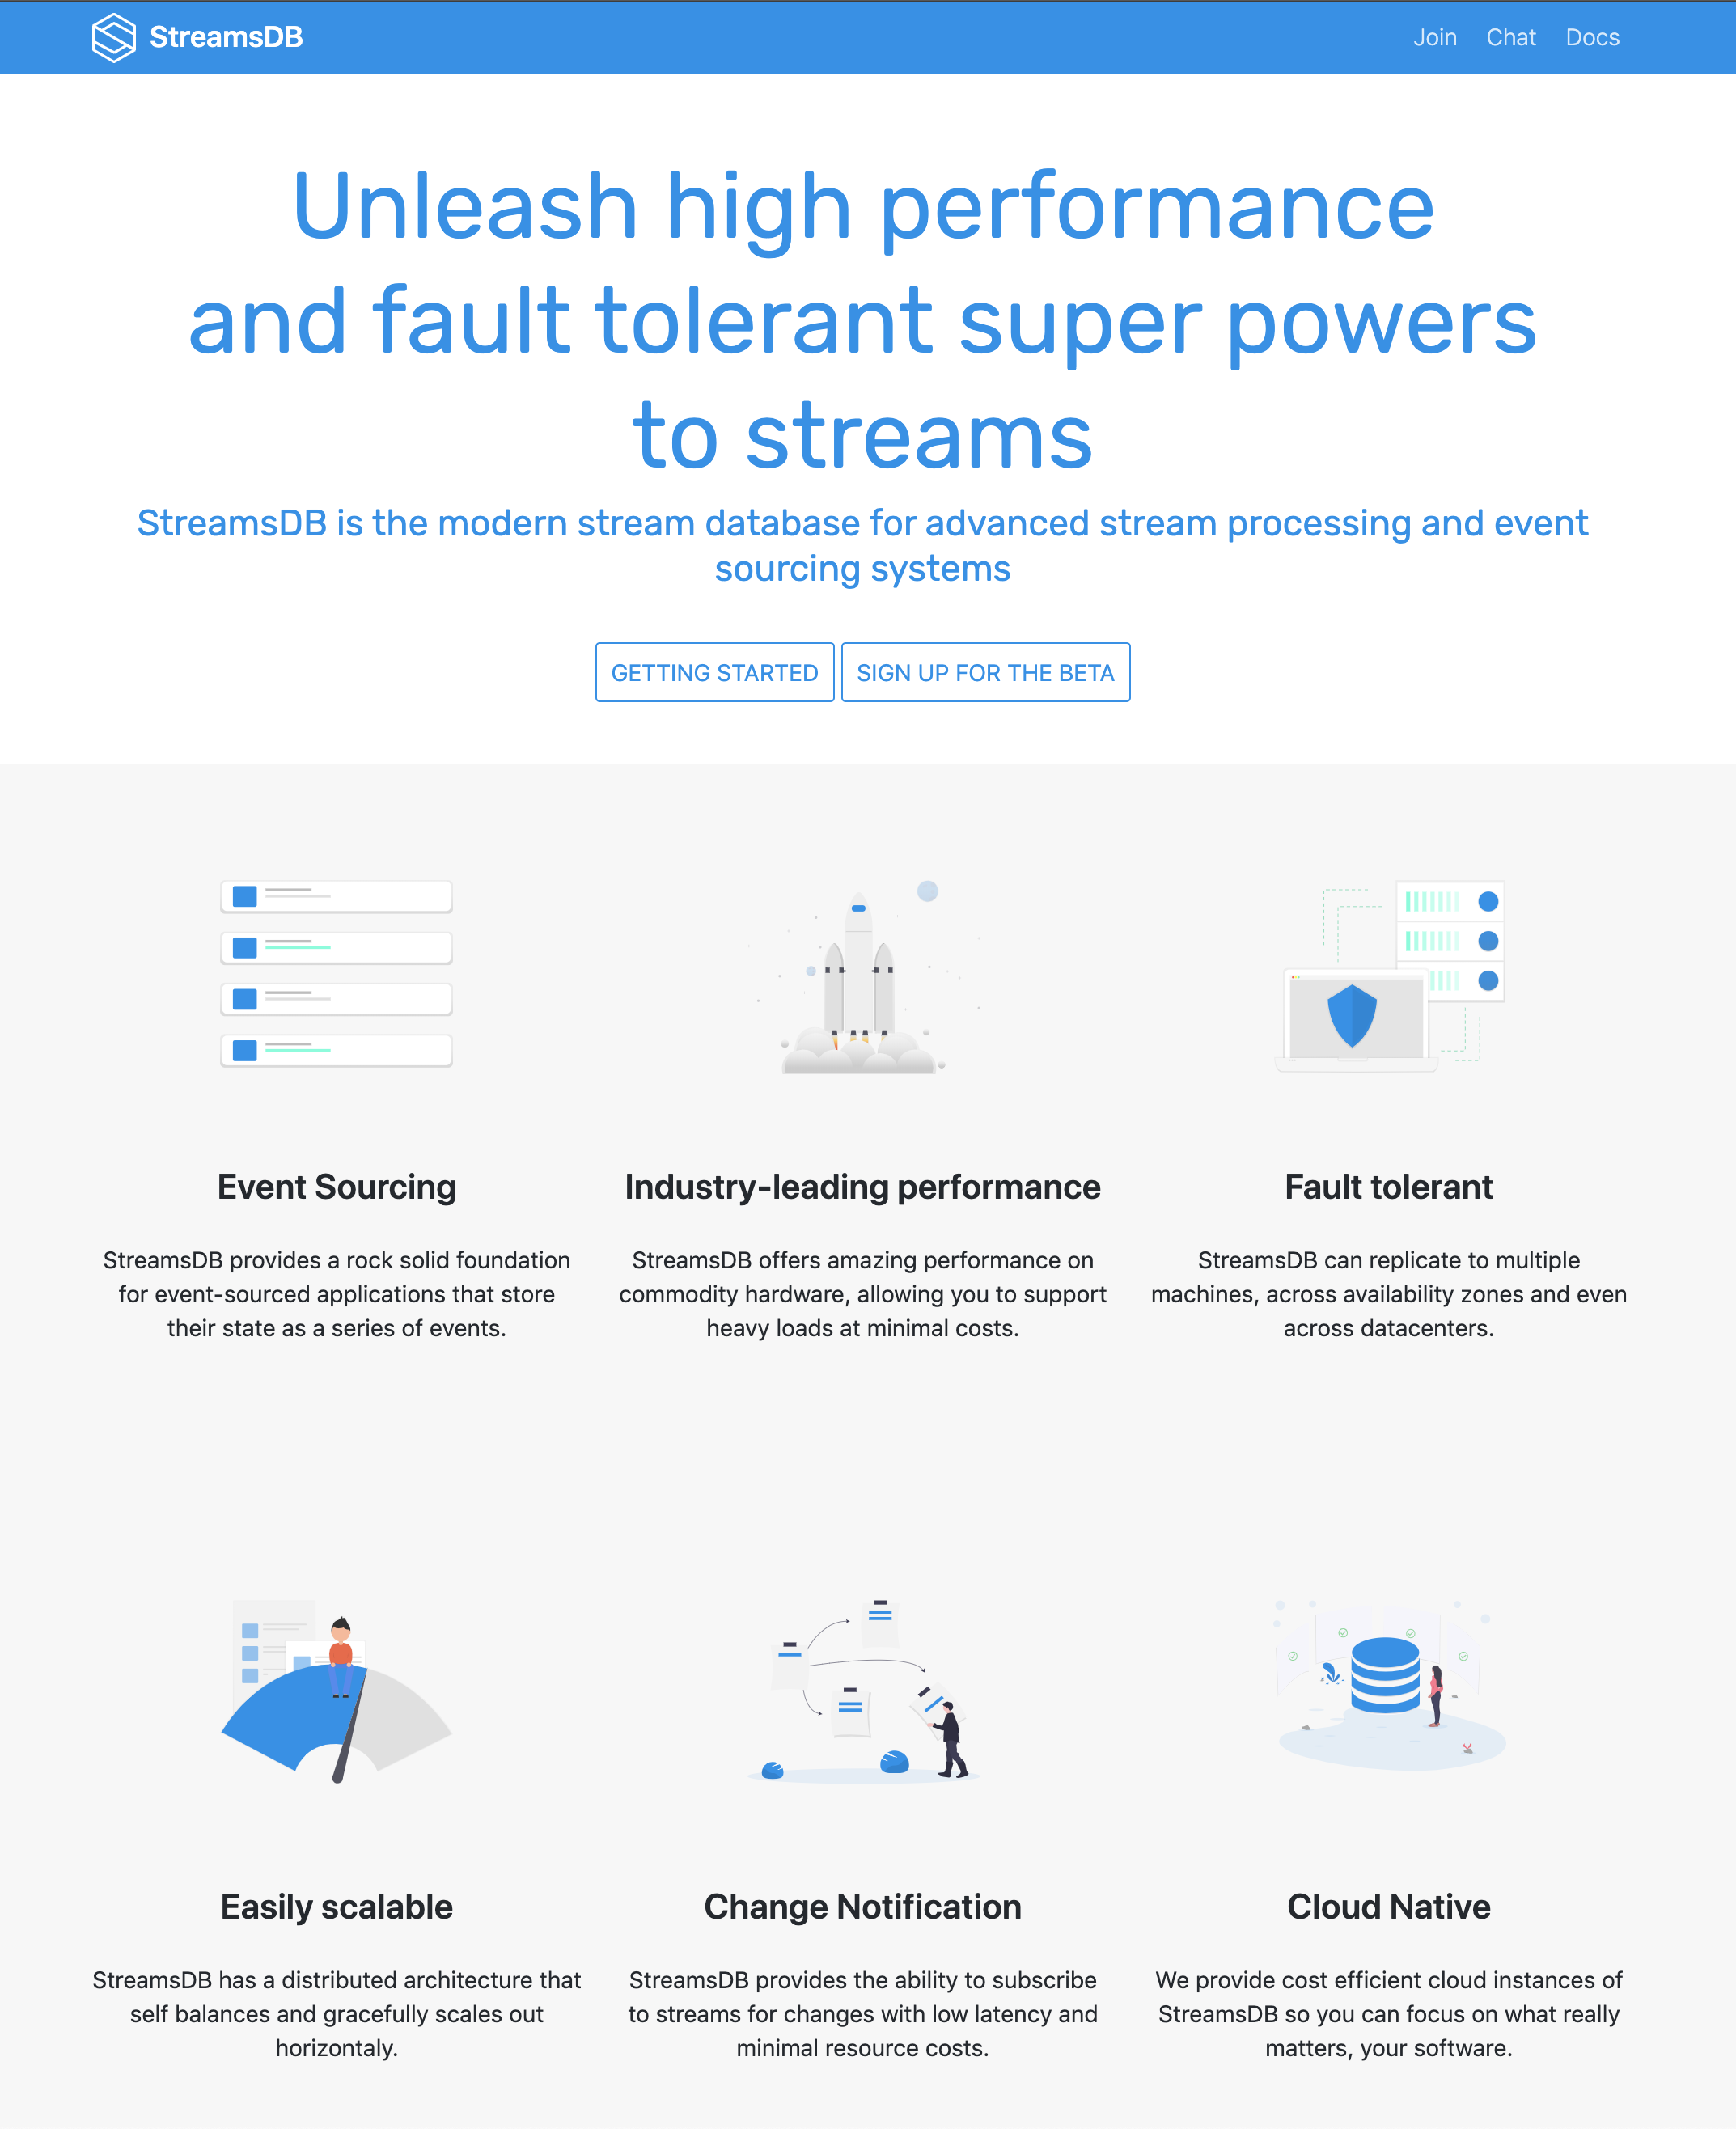 StreamsDB
Join Chat Docs
Unleash high performance
and fault tolerant super powers
to streams
StreamsDB is the modern stream database for advanced stream processing and event
sourcing systems
GETTING STARTED
SIGN UP FOR THE BETA
Event Sourcing
StreamsDB provides a rock solid foundation
for event-sourced applications that store
their state as a series of events.
Industry-leading performance
StreamsDB offers amazing performance on
commodity hardware, allowing you to support
heavy loads at minimal costs.
Fault tolerant
StreamsDB can replicate to multiple
machines, across availability zones and even
across datacenters.
Easily scalable
StreamsDB has a distributed architecture that
self balances and gracefully scales out
horizontaly.
Change Notification
StreamsDB provides the ability to subscribe
to streams for changes with low latency and
minimal resource costs.
Cloud Native
We provide cost efficient cloud instances of
StreamsDB so you can focus on what really
matters, your software.